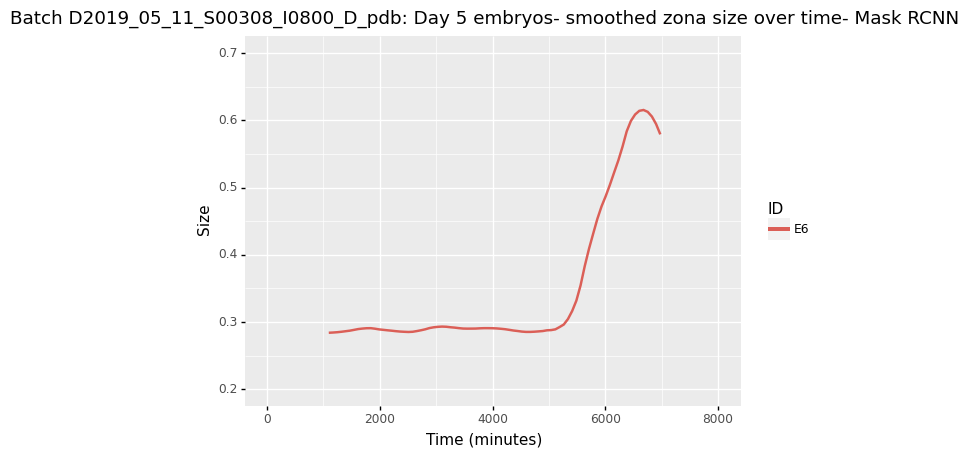 Batch D2019_05_11_S00308_I0800_D_pdb: Day 5 embryos- smoothed zona size over time- Mask RCNN
0.7
0.6
0.5
0.4
0.3
0.2
Size
0 2000 4000 6000 8000
Time (minutes)
ID
E6